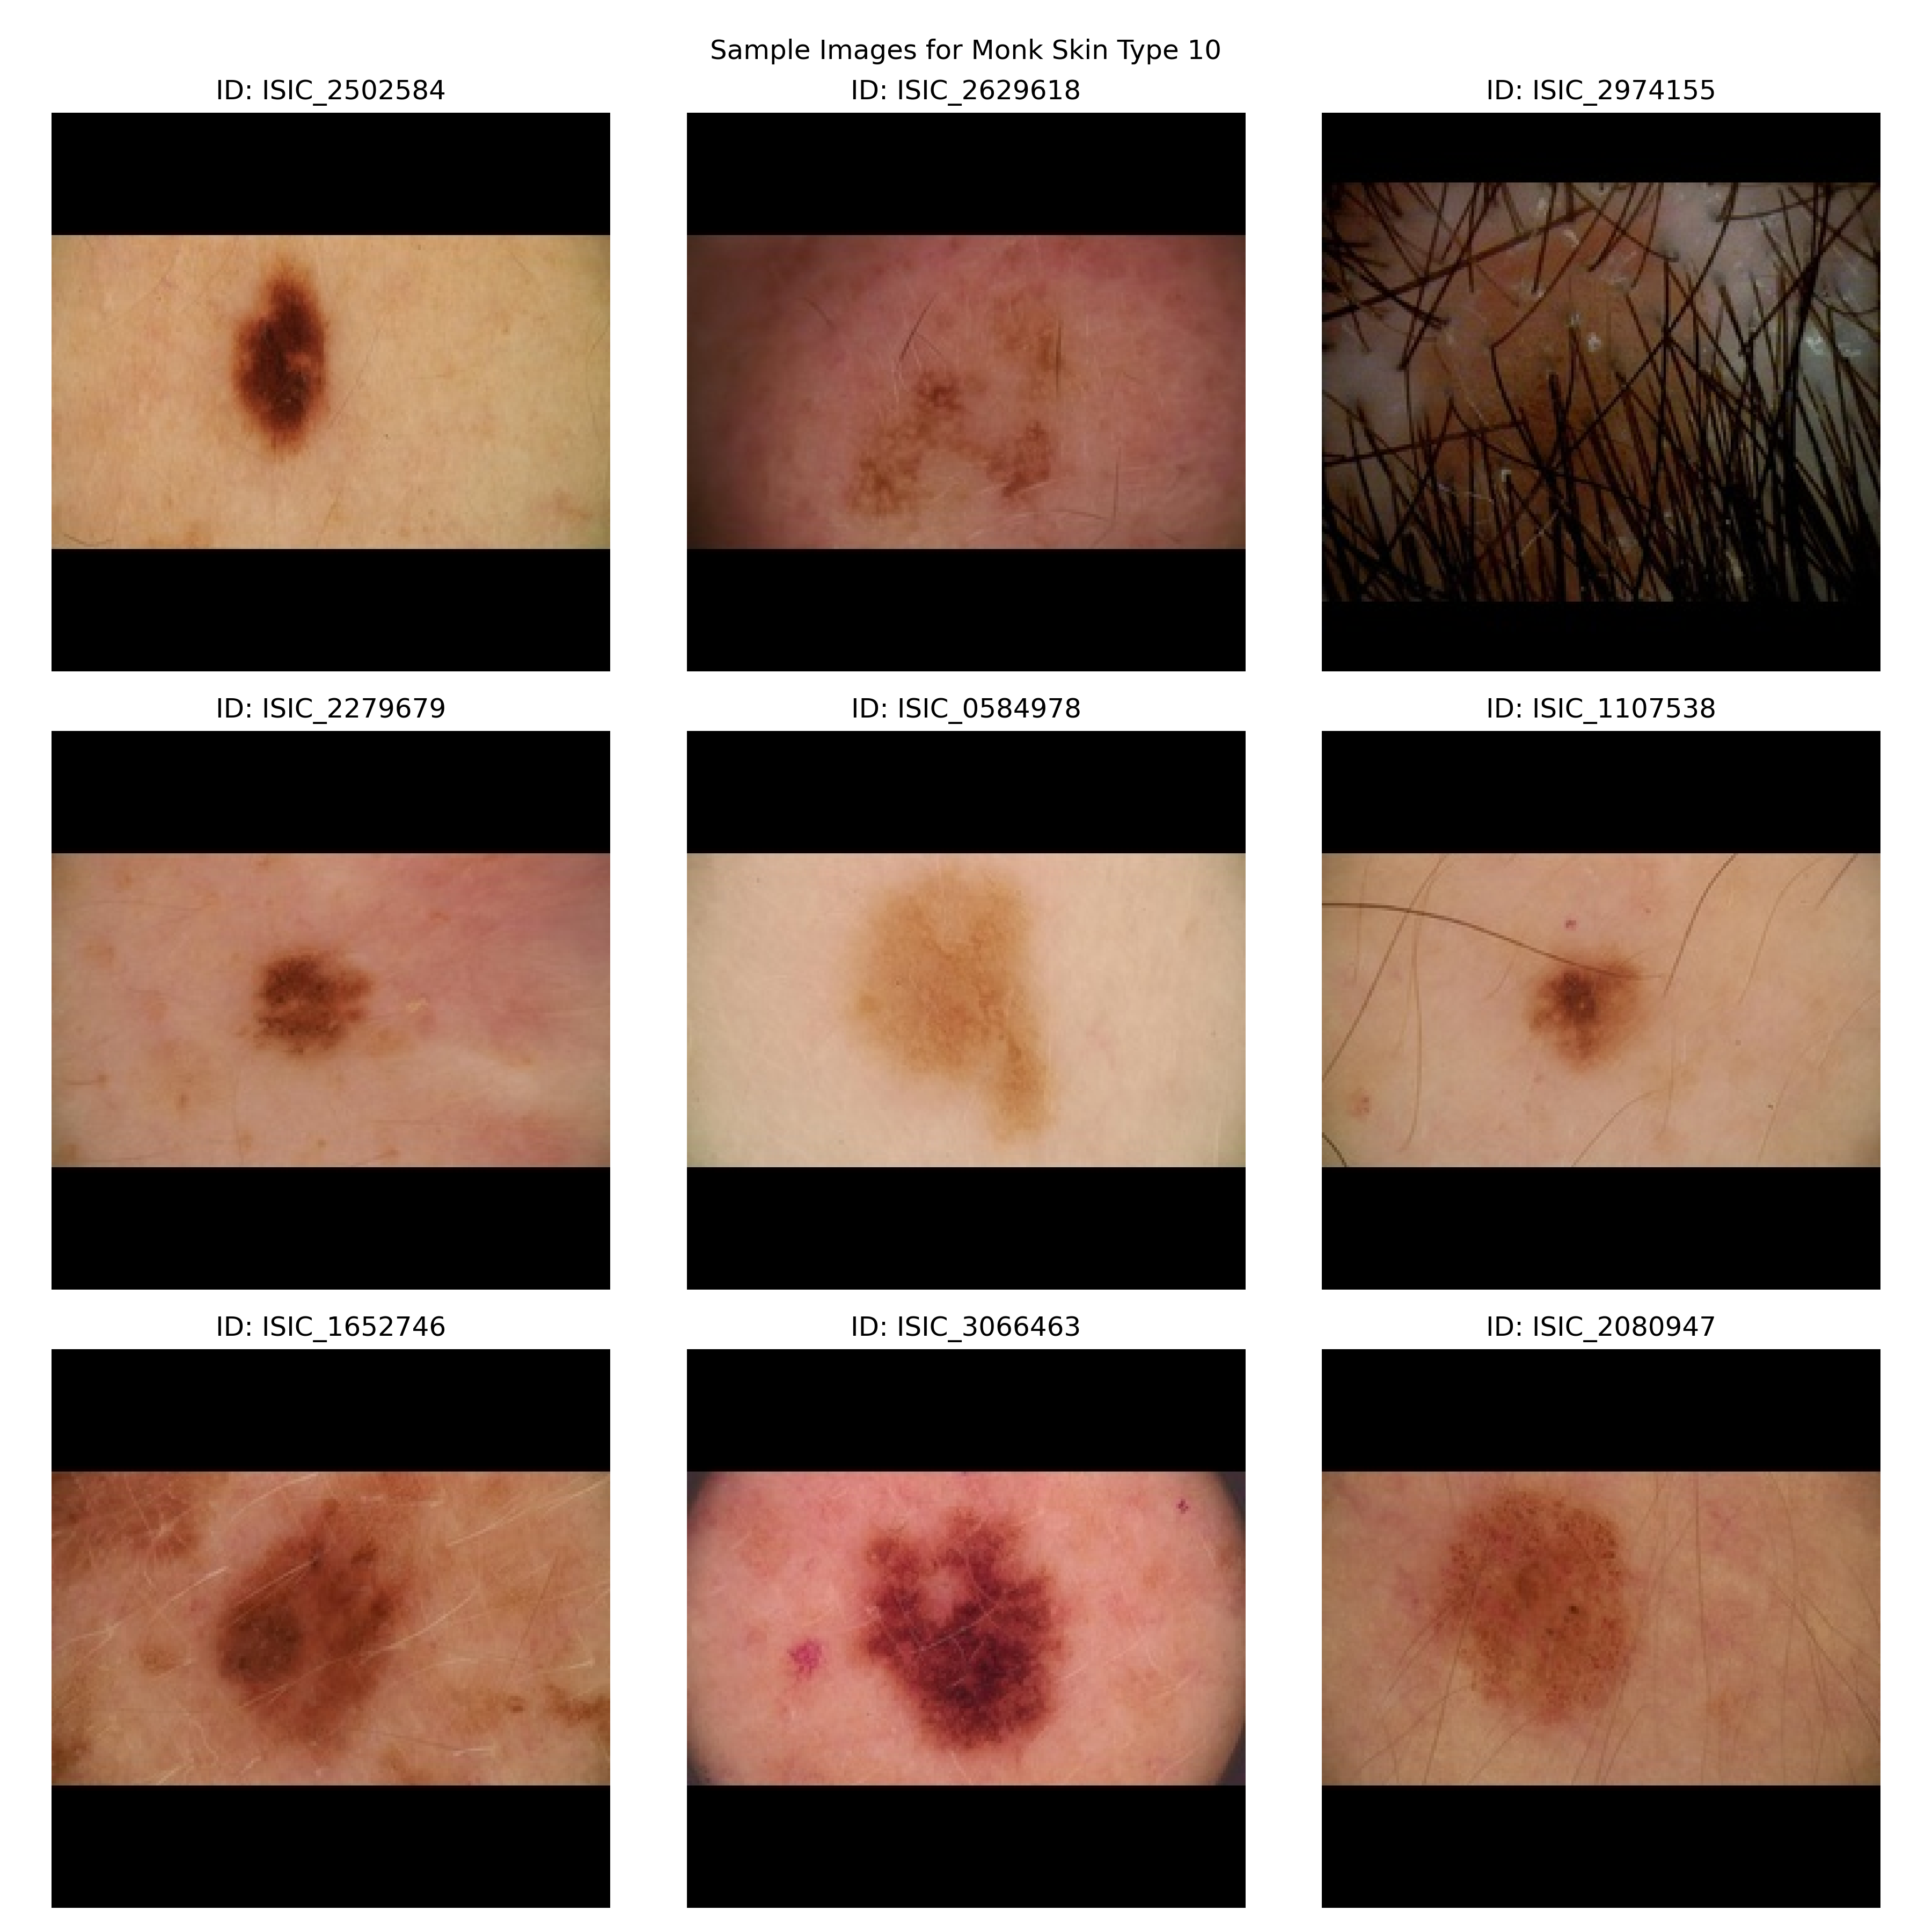 Sample Images for Monk Skin Type 10
ID: ISIC_2502584
ID: ISIC_2629618
ID: ISIC_2974155
ID: ISIC_2279679
ID: ISIC_0584978
ID: ISIC_1107538
ID: ISIC_1652746
ID: ISIC_3066463
ID: ISIC_2080947